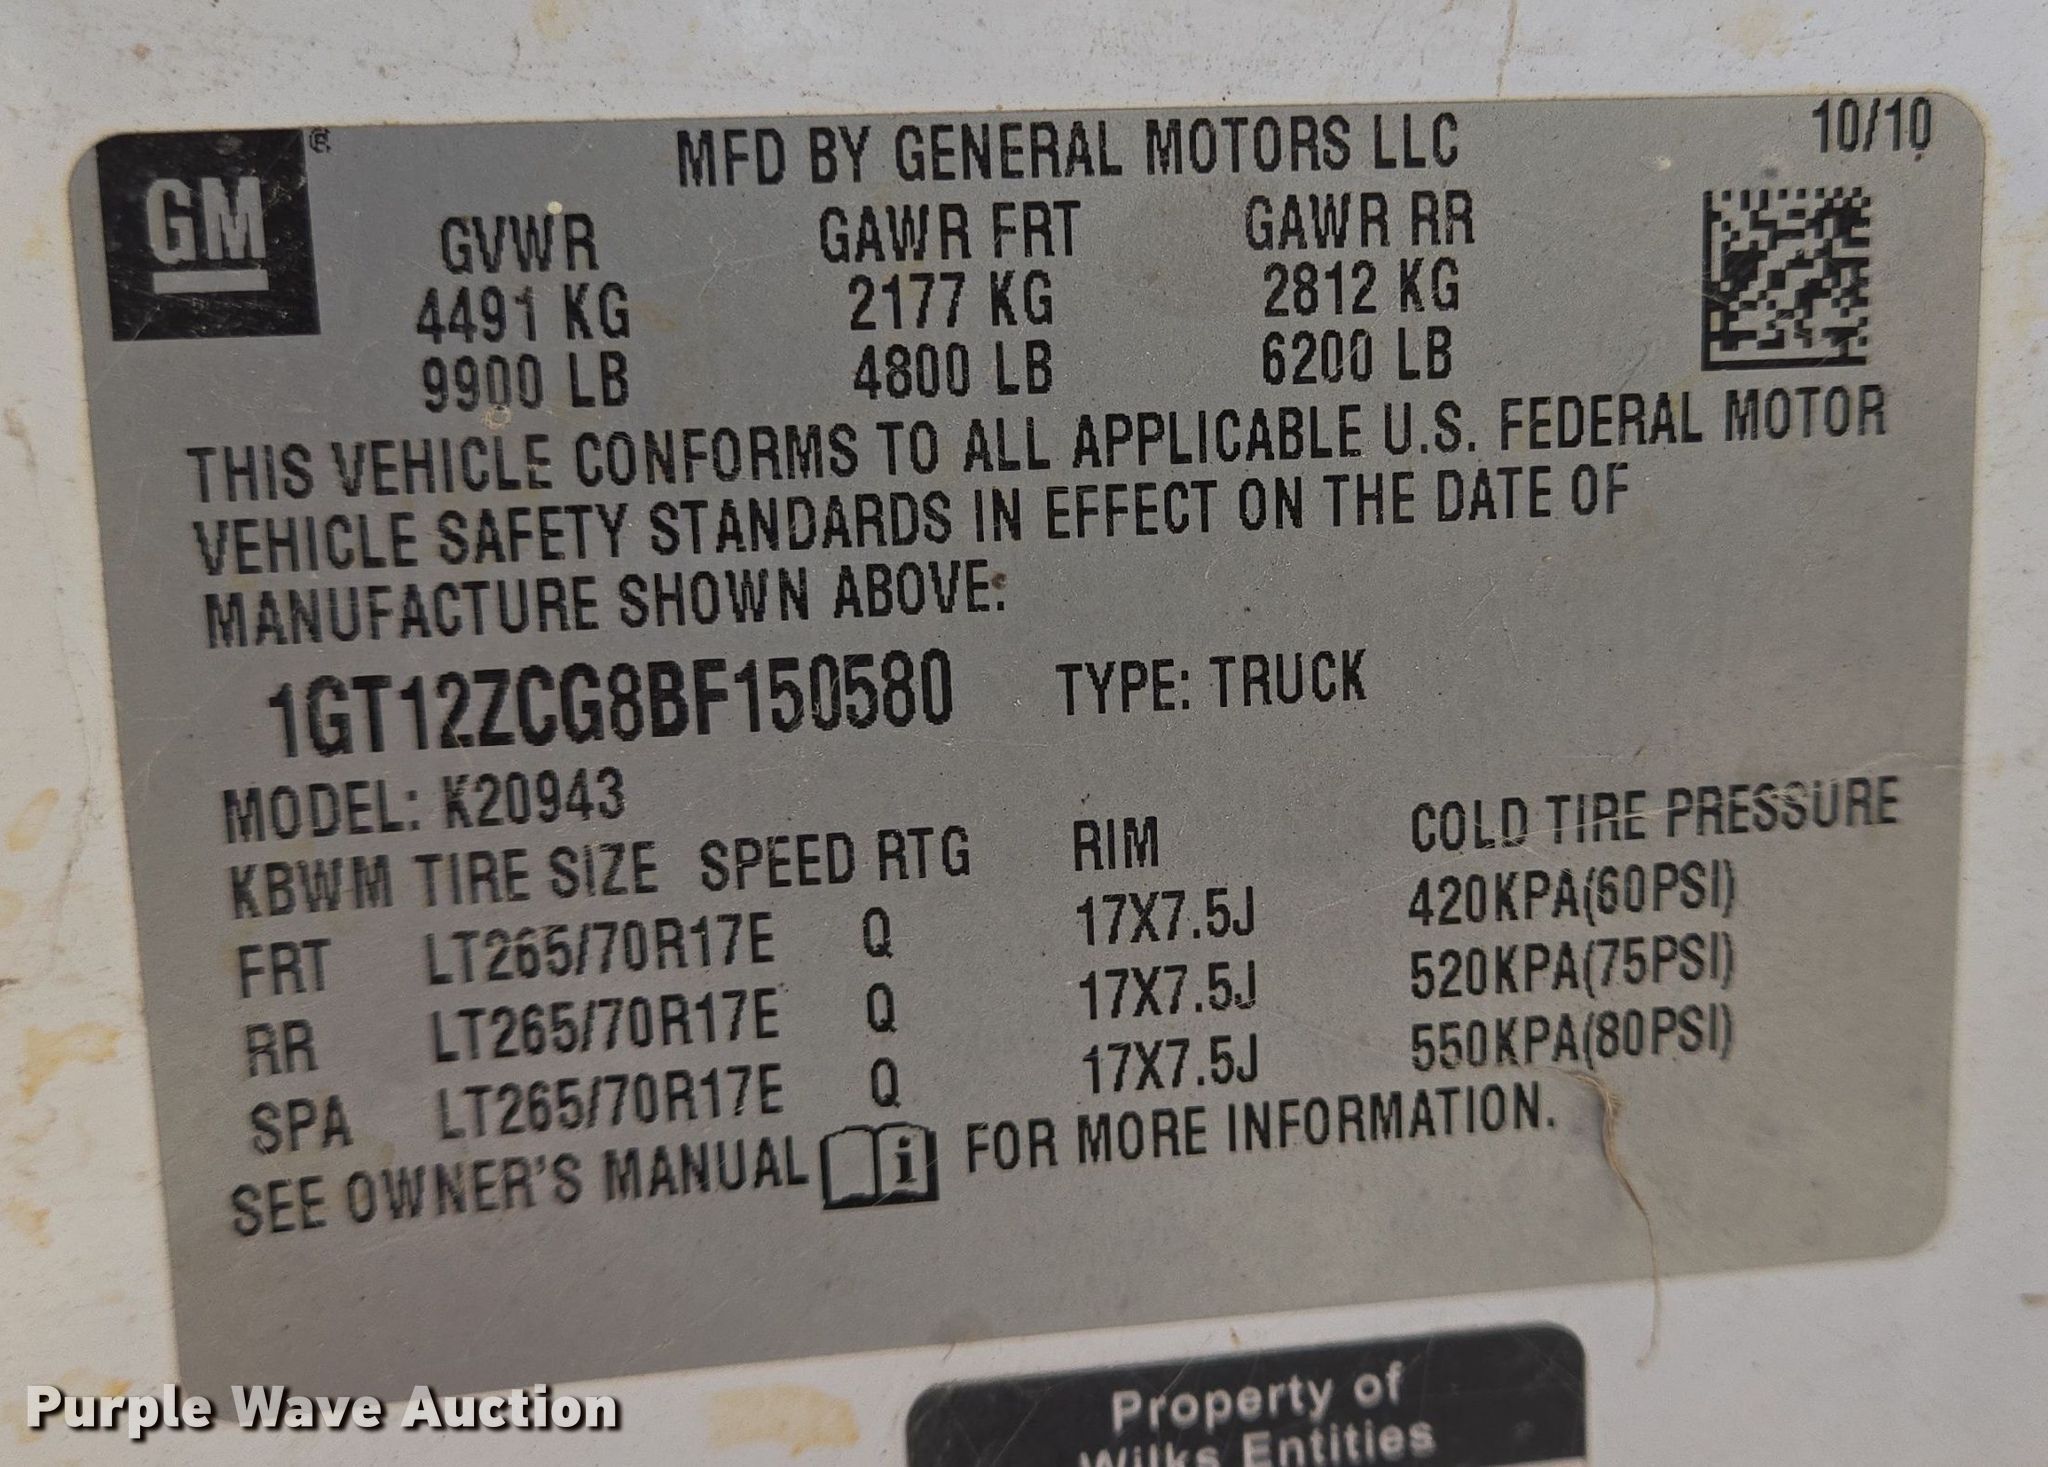 GM ®
MFD BY GENERAL MOTORS LLC 10/10
GVWR GAWR FRT GAWR RR
4491 KG 2177 KG 2812 KG
9900 LB 4800 LB 6200 LB
THIS VEHICLE CONFORMS TO ALL APPLICABLE U.S. FEDERAL MOTOR
VEHICLE SAFETY STANDARDS IN EFFECT ON THE DATE OF
MANUFACTURE SHOWN ABOVE.
1GT12ZCG8BF150580 TYPE: TRUCK
MODEL: K20943
KBWM TIRE SIZE SPEED RTG RIM COLD TIRE PRESSURE
FRT LT265/70R17E Q 17X7.5J 420KPA(60PSI)
RR LT265/70R17E Q 17X7.5J 520KPA(75PSI)
SPA LT265/70R17E Q 17X7.5J 550KPA(80PSI)
SEE OWNER'S MANUAL i FOR MORE INFORMATION.
Property of
Wilks Entities
Purple Wave Auction